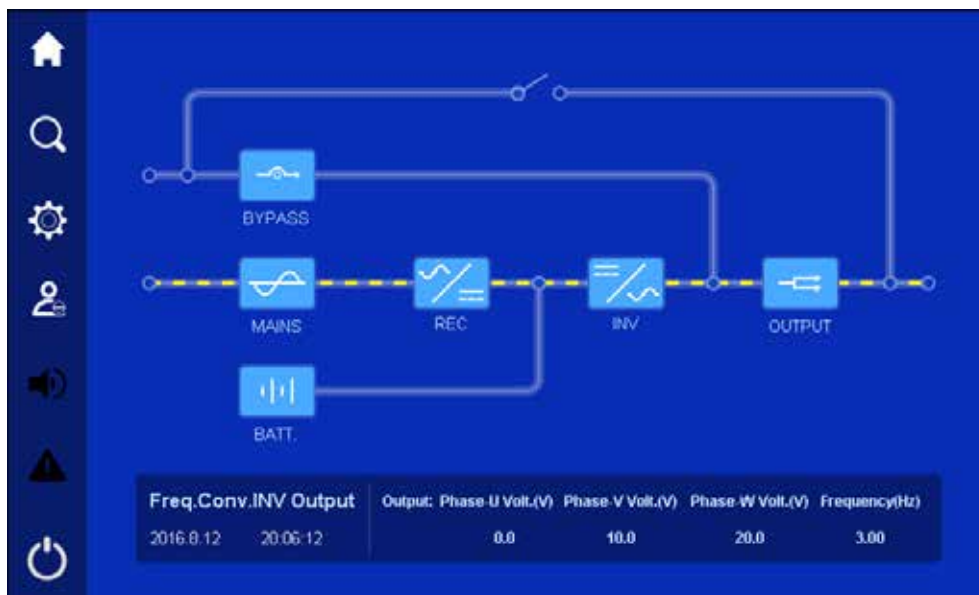 BYPASS
MAINS
REC
INV
OUTPUT
BATT.
Freq.Conv.INV Output
Output: Phase-U Volt.(V) Phase-V Volt.(V) Phase-W Volt.(V) Frequency(Hz)
2016.8.12 20:06:12
0.0 10.0 20.0 3.00